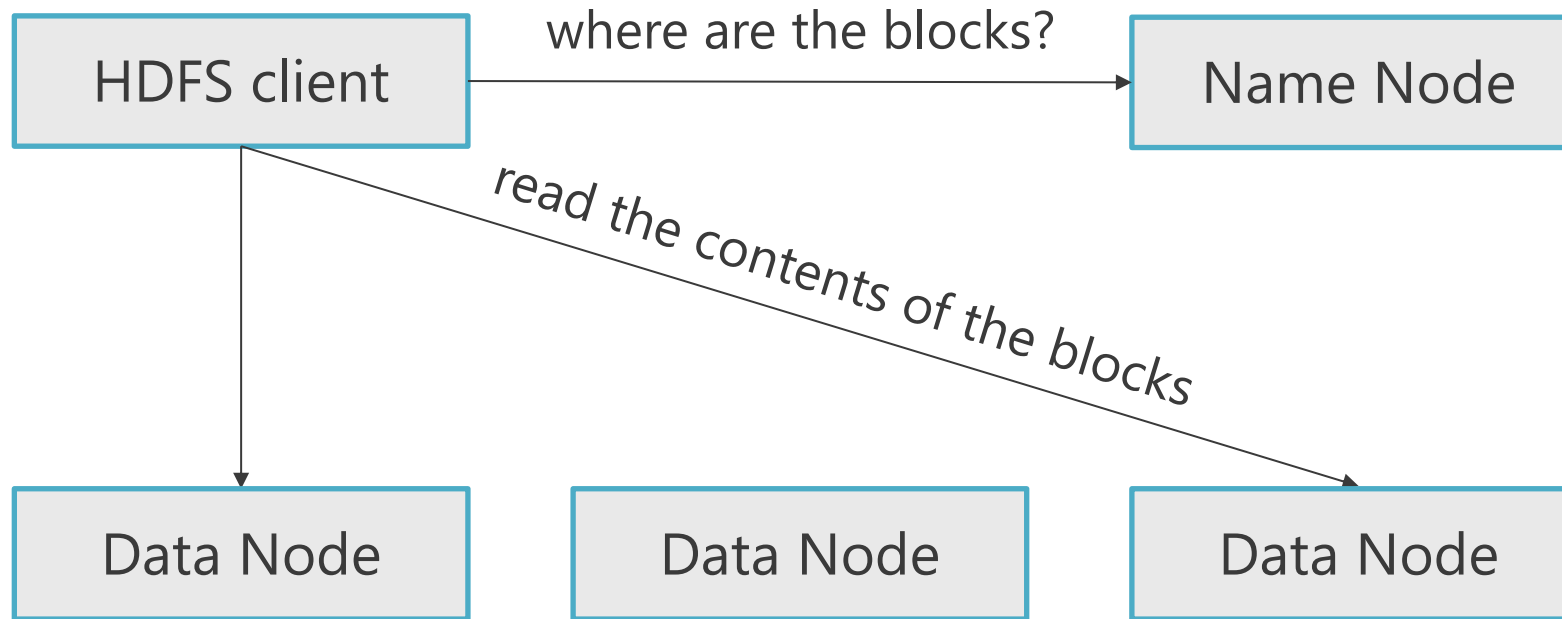 where are the blocks?
HDFS client
Name Node
read the contents of the blocks
Data Node
Data Node
Data Node